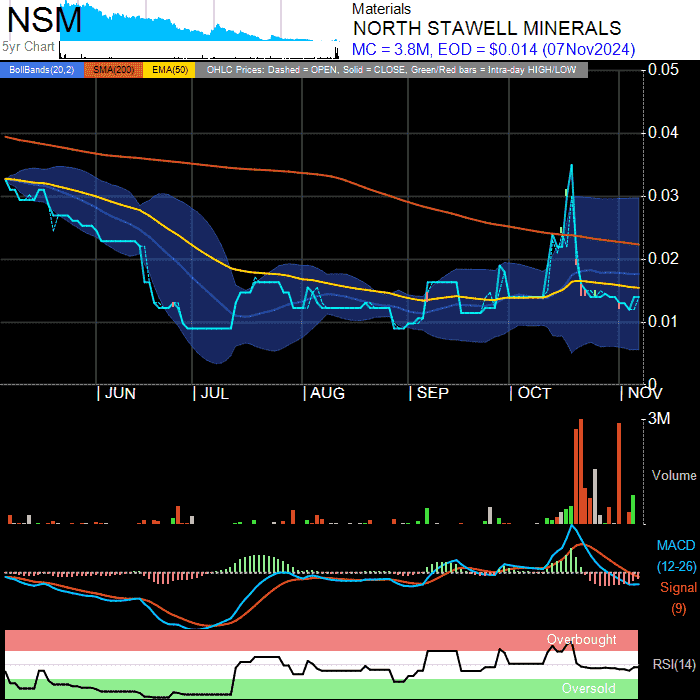 NSM
5yr Chart
Materials
NORTH STAWELL MINERALS
MC = 3.8M, EOD = $0.014 (07Nov2024)
BollBands(20,2) SMA(200) EMA(50) OHLC Prices: Dashed = OPEN, Solid = CLOSE, Green/Red bars = Intra-day HIGH/LOW
0.05
0.04
0.03
0.02
0.01
0
JUN JUL AUG SEP OCT NOV
3M
Volume
MACD
(12-26)
Signal
(9)
Overbought
RSI(14)
Oversold